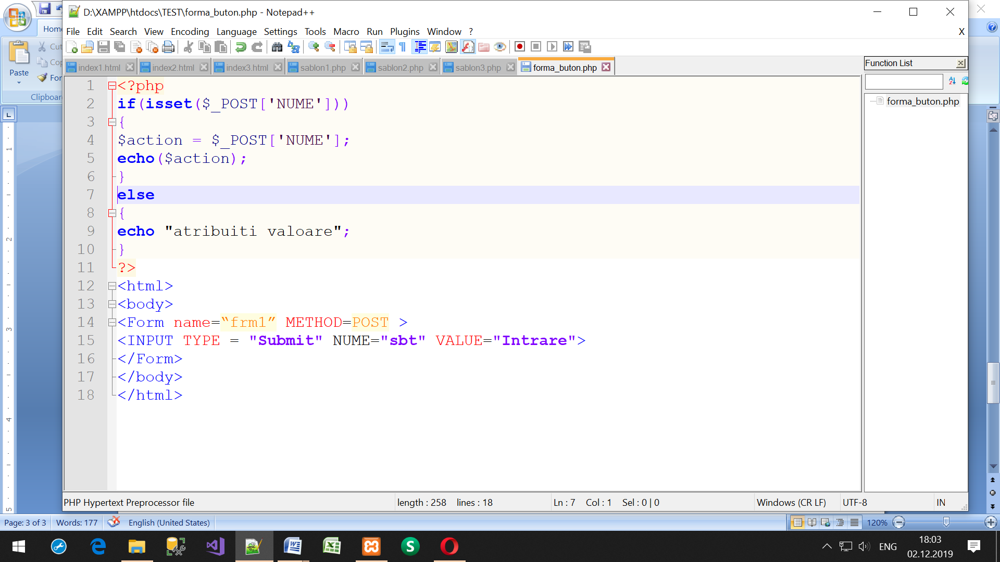 D:\XAMPP\htdocs\TEST\forma_buton.php - Notepad++
File Edit Search View Encoding Language Settings Tools Macro Run Plugins Window ?
X
Home
Cut
Paste
index1.html
index2.html
index3.html
sablon1.php
sablon2.php
sablon3.php
forma_buton.php
Function List
forma_buton.php
1 <?php
2 if(isset($_POST['NUME']))
3 {
4 $action = $_POST['NUME'];
5 echo($action);
6 }
7 else
8 {
9 echo "atribuiti valoare";
10 }
11 ?>
12 <html>
13 <body>
14 <Form name=“frm1” METHOD=POST >
15 <INPUT TYPE = "Submit" NUME="sbt" VALUE="Intrare">
16 </Form>
17 </body>
18 </html>
1
2
3
4
5
PHP Hypertext Preprocessor file
length : 258 lines : 18
Ln : 7 Col : 1 Sel : 0 | 0
Windows (CR LF)
UTF-8
IN
Page: 3 of 3
Words: 177
English (United States)
120%
ENG
18:03
02.12.2019